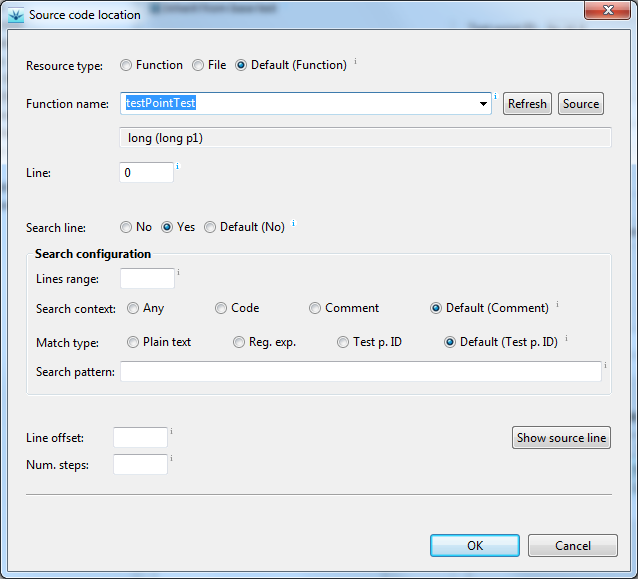 Source code location
Resource type: Function File Default (Function) i
Function name: testPointTest i Refresh Source
long (long p1)
Line: 0 i
Search line: No Yes Default (No) i
Search configuration
Lines range: i
Search context: Any Code Comment Default (Comment) i
Match type: Plain text Reg. exp. Test p. ID Default (Test p. ID) i
Search pattern: i
Line offset: i Show source line
Num. steps: i
OK Cancel